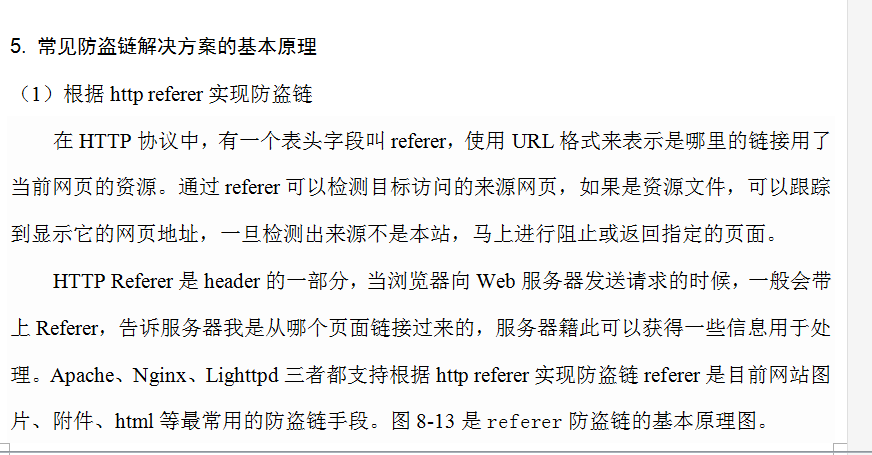 5. 常见防盗链解决方案的基本原理
（1）根据 http referer 实现防盗链
在 HTTP 协议中，有一个表头字段叫 referer，使用 URL 格式来表示是哪里的链接用了
当前网页的资源。通过 referer 可以检测目标访问的来源网页，如果是资源文件，可以跟踪
到显示它的网页地址，一旦检测出来源不是本站，马上进行阻止或返回指定的页面。
HTTP Referer 是 header 的一部分，当浏览器向 Web 服务器发送请求的时候，一般会带
上 Referer，告诉服务器我是从哪个页面链接过来的，服务器籍此可以获得一些信息用于处
理。Apache、Nginx、Lighttpd 三者都支持根据 http referer 实现防盗链 referer 是目前网站图
片、附件、html 等最常用的防盗链手段。图 8-13 是 referer 防盗链的基本原理图。